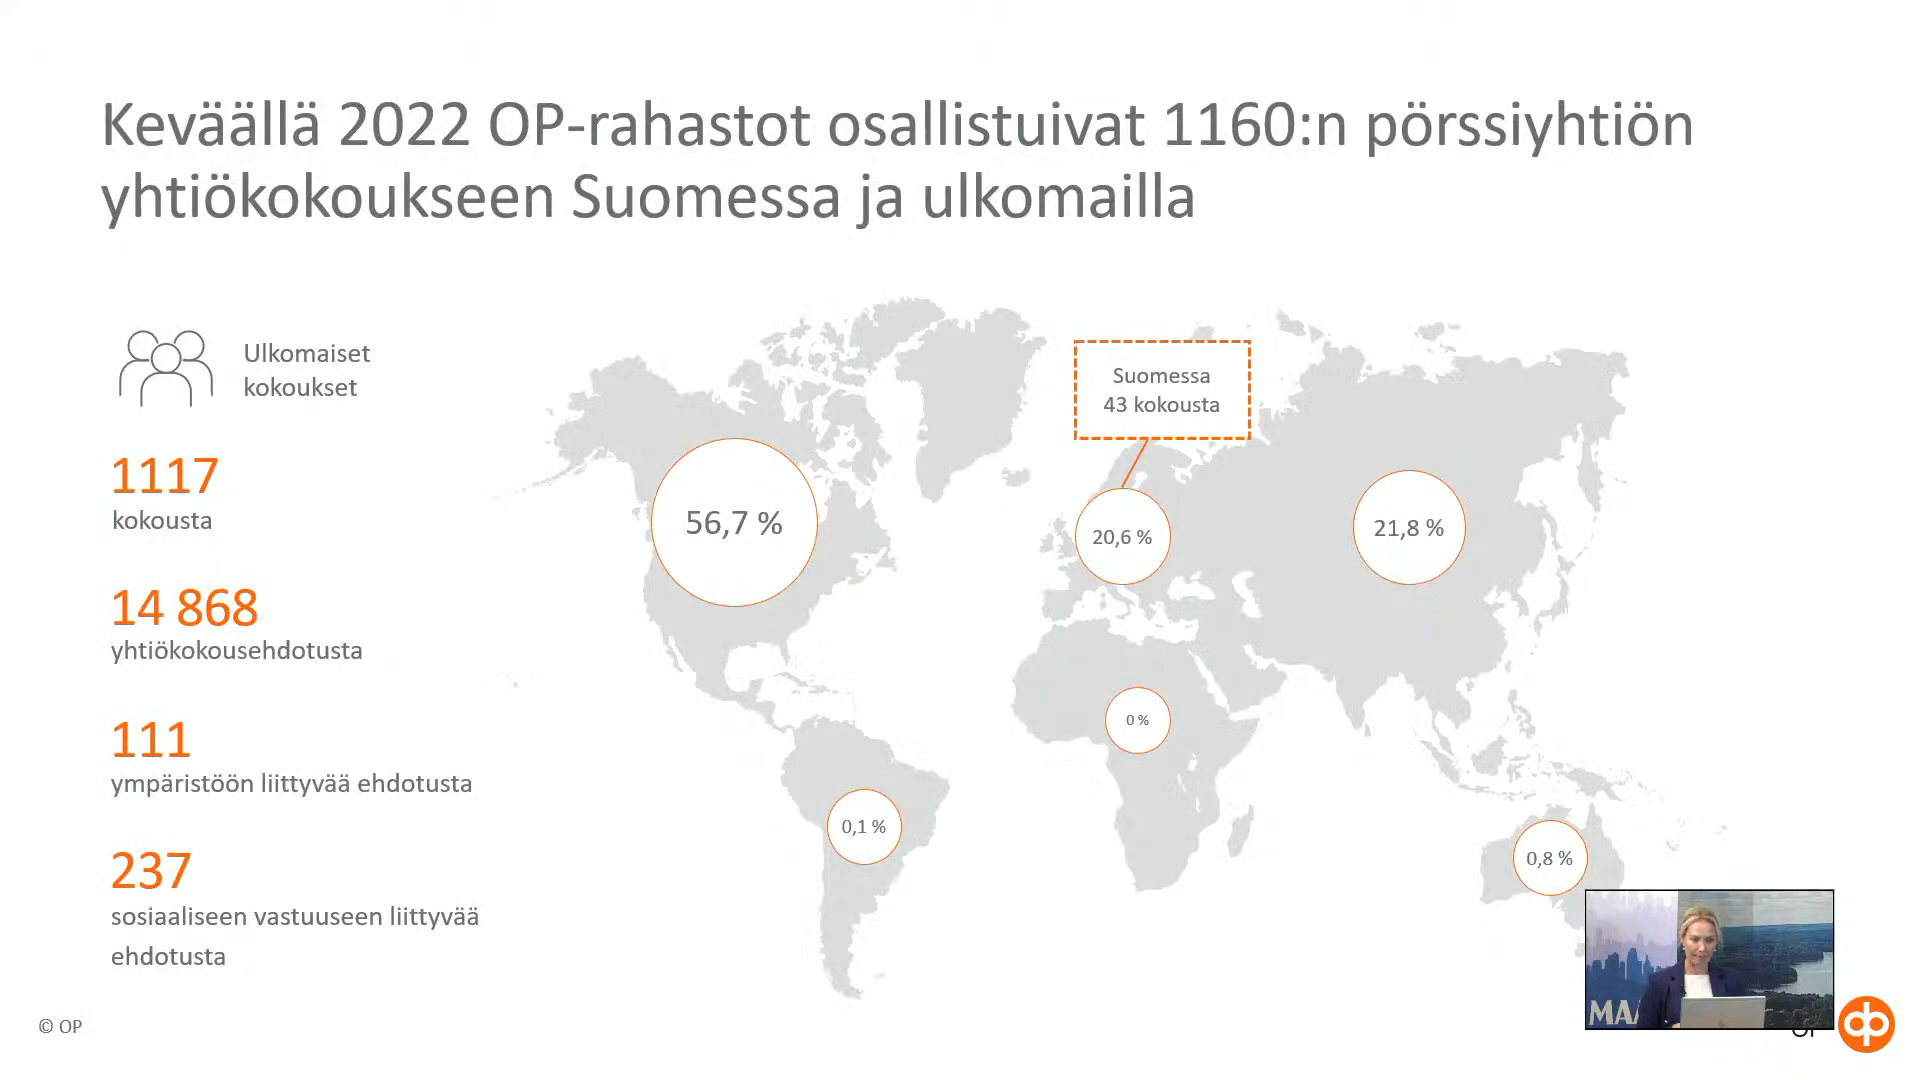 Keväällä 2022 OP-rahastot osallistuivat 1160:n pörssiyhtiön
yhtiökokoukseen Suomessa ja ulkomailla
Ulkomaiset
kokoukset
1117
kokousta
14 868
yhtiökokousehdotusta
111
ympäristöön liittyvää ehdotusta
237
sosiaaliseen vastuuseen liittyvää
ehdotusta
Suomessa
43 kokousta
56,7 %
20,6 %
21,8 %
0 %
0,1 %
0,8 %
© OP